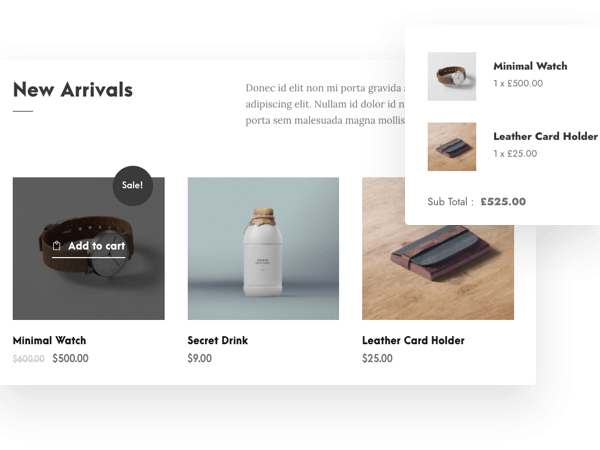 New Arrivals
Donec id elit non mi porta gravida
adipiscing elit. Nullam id dolor id
porta sem malesuada magna mollis
Minimal Watch
1 x £500.00
Leather Card Holder
1 x £25.00
Sub Total : £525.00
Sale!
Add to cart
Minimal Watch
$600.00 $500.00
Secret Drink
$9.00
Leather Card Holder
$25.00